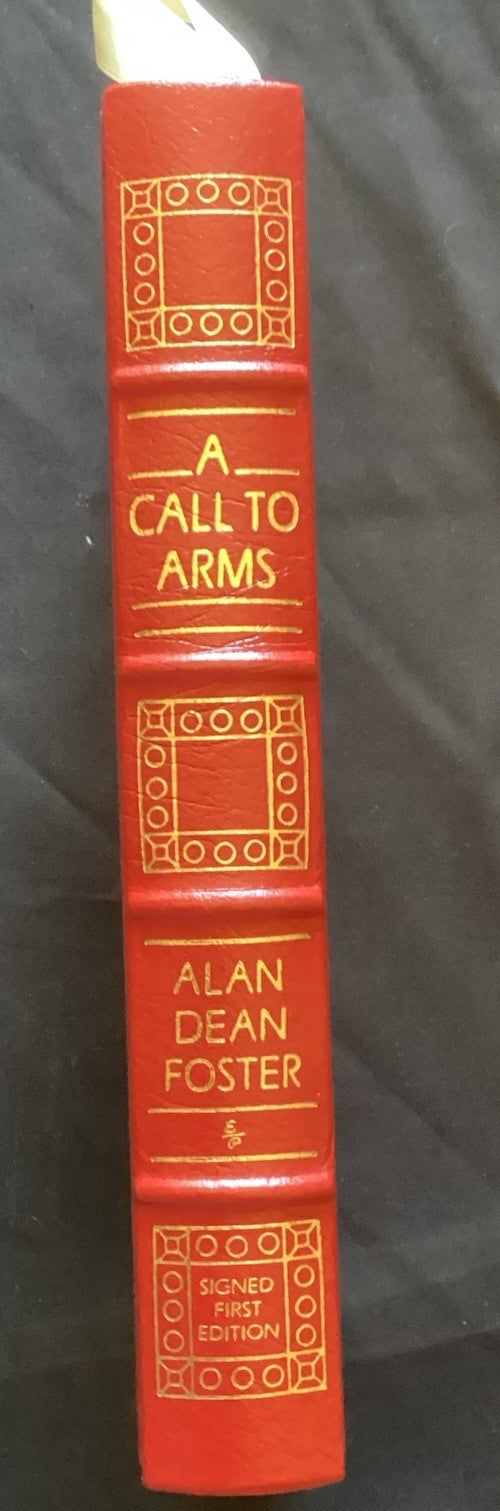 A
CALL TO
ARMS
ALAN
DEAN
FOSTER
E/P
SIGNED
FIRST
EDITION